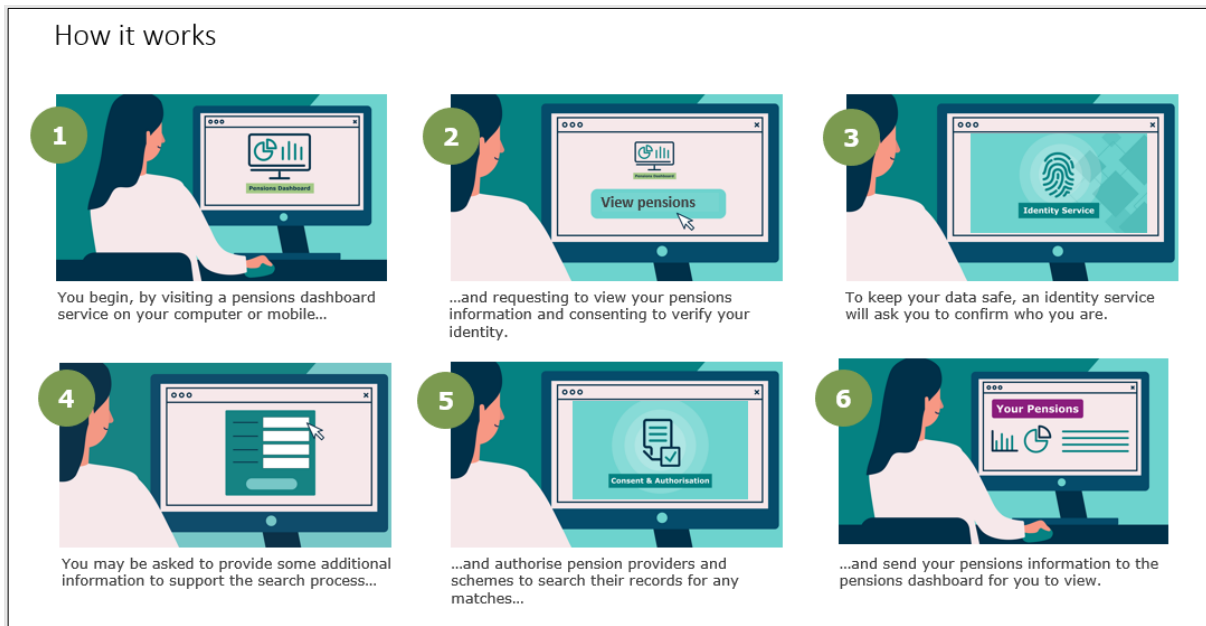 How it works
1
Pensions Dashboard
You begin, by visiting a pensions dashboard
service on your computer or mobile...
2
Pensions Dashboard
View pensions
...and requesting to view your pensions
information and consenting to verify your
identity.
3
Identity Service
To keep your data safe, an identity service
will ask you to confirm who you are.
4
You may be asked to provide some additional
information to support the search process...
5
Consent & Authorisation
...and authorise pension providers and
schemes to search their records for any
matches...
6
Your Pensions
...and send your pensions information to the
pensions dashboard for you to view.